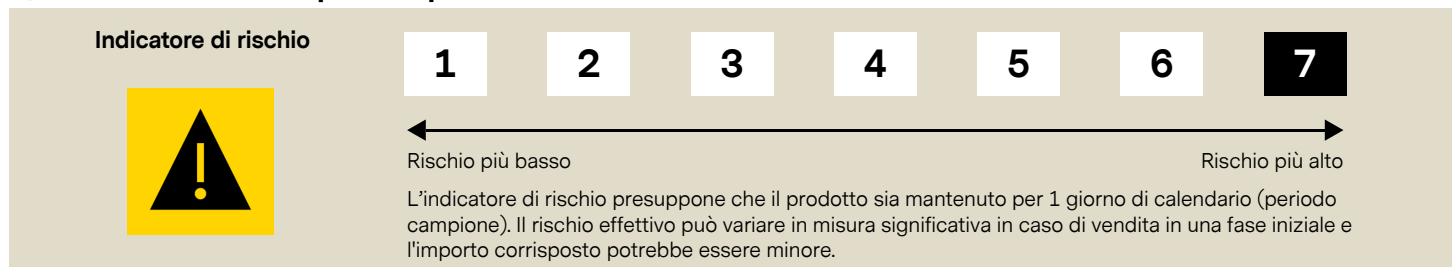 Indicatore di rischio
1 2 3 4 5 6 7
Rischio più basso
Rischio più alto
L'indicatore di rischio presuppone che il prodotto sia mantenuto per 1 giorno di calendario (periodo
campione). Il rischio effettivo può variare in misura significativa in caso di vendita in una fase iniziale e
l'importo corrisposto potrebbe essere minore.